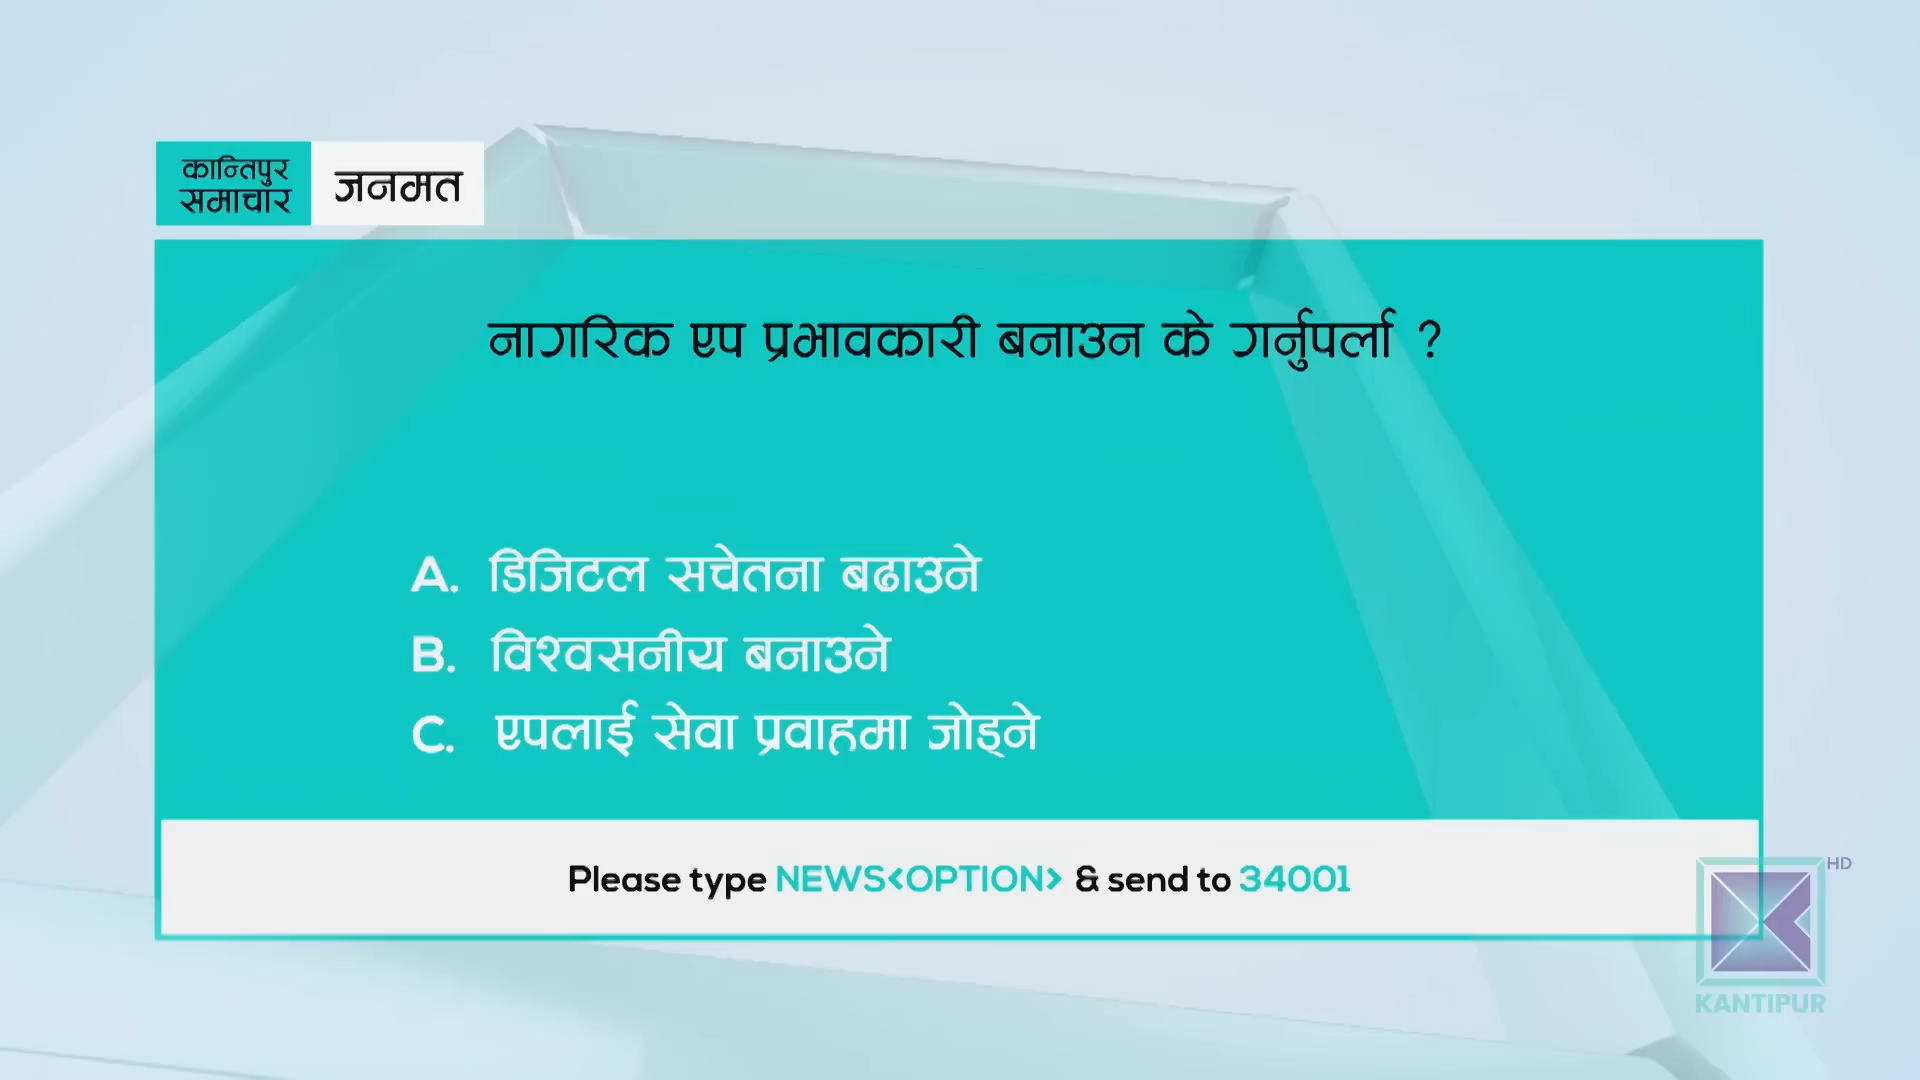 कान्तिपुर
समाचार
जनमत
नागरिक एप प्रभावकारी बनाउन के गर्नुपर्ला ?
A. डिजिटल सचेतना बढाउने
B. विश्वसनीय बनाउने
C. एपलाई सेवा प्रवाहमा जोड्ने
Please type NEWS<OPTION> & send to 34001
HD
KANTIPUR